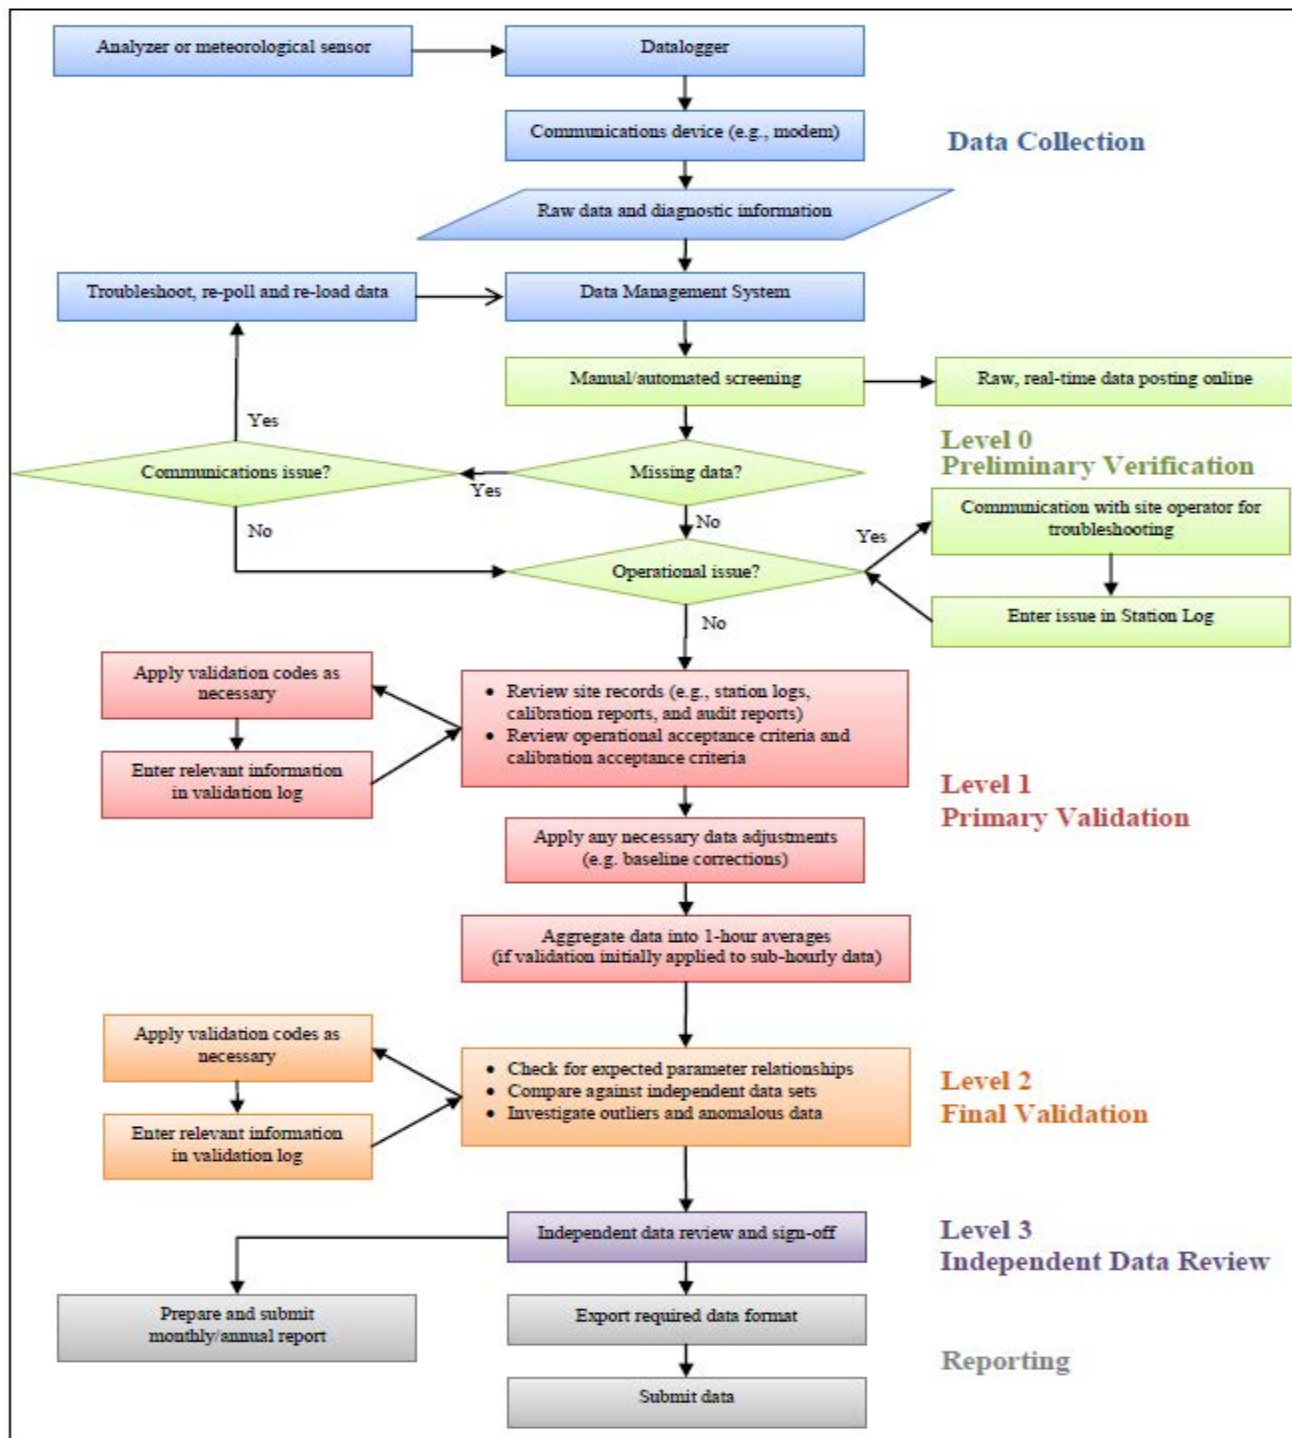 Analyzer or meteorological sensor
Datalogger
Communications device (e.g., modem)
Data Collection
Raw data and diagnostic information
Troubleshoot, re-poll and re-load data
Data Management System
Manual/automated screening
Raw, real-time data posting online
Yes
Level 0
Preliminary Verification
Communications issue?
Yes
Missing data?
No
No
Yes
Communication with site operator for
troubleshooting
Operational issue?
Enter issue in Station Log
No
Apply validation codes as
necessary
• Review site records (e.g., station logs,
calibration reports, and audit reports)
• Review operational acceptance criteria and
calibration acceptance criteria
Enter relevant information
in validation log
Level 1
Primary Validation
Apply any necessary data adjustments
(e.g. baseline corrections)
Aggregate data into 1-hour averages
(if validation initially applied to sub-hourly data)
Apply validation codes as
necessary
• Check for expected parameter relationships
• Compare against independent data sets
• Investigate outliers and anomalous data
Level 2
Final Validation
Enter relevant information
in validation log
Independent data review and sign-off
Level 3
Independent Data Review
Prepare and submit
monthly/annual report
Export required data format
Reporting
Submit data